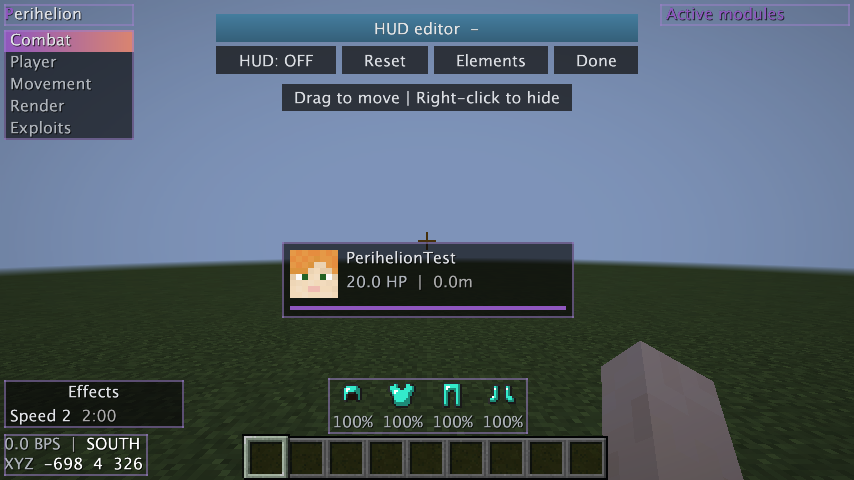 Perihelion
Combat
Player
Movement
Render
Exploits
HUD editor –
HUD: OFF
Reset
Elements
Done
Drag to move | Right-click to hide
Active modules
PerihelionTest
20.0 HP | 0.0m
Effects
Speed 2 2:00
0.0 BPS | SOUTH
XYZ -698 4 326
100% 100% 100% 100%